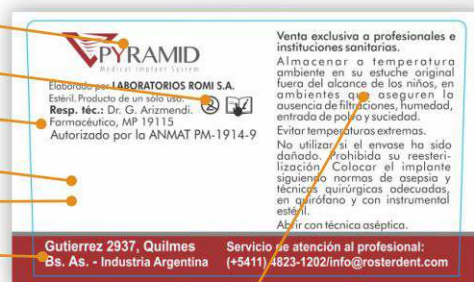 PYRAMID
Medical Implant System
Elaborado por LABORATORIOS ROMI S.A.
Estéril. Producto de un solo uso.
Resp. téc.: Dr. G. Arizmendi.
Farmacéutico, MP 19115
Autorizado por la ANMAT PM-1914-9
Venta exclusiva a profesionales e
instituciones sanitarias.
Almacenar a temperatura
ambiente en su estuche original
fuera del alcance de los niños, en
ambientes que aseguren la
ausencia de filtraciones, humedad,
entrada de polvo y suciedad.
Evitar temperaturas extremas.
No utilizar si el envase ha sido
dañado. Prohibida su reesteri-
lización. Colocar el implante
siguiendo normas de asepsia y
técnicas quirúrgicas adecuadas,
en quirófano y con instrumental
estéril.
Abrir con técnica aséptica.
Gutierrez 2937, Quilmes
Bs. As. - Industria Argentina
Servicio de atención al profesional:
(+5411) 4823-1202/info@rosterdent.com